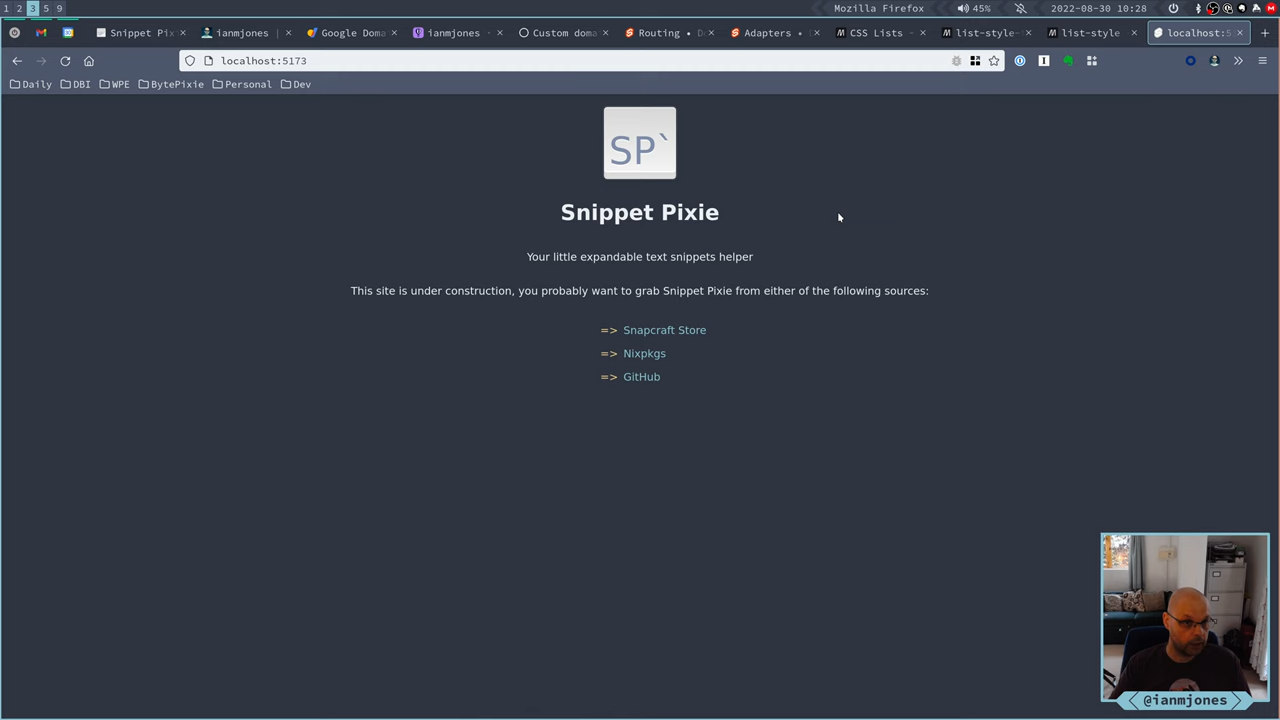 1 2 3 5 9
Mozilla Firefox
45%
2022-08-30 10:28
Snippet Pix
ianmjones |
Google Doma
ianmjones
Custom doma
Routing • D
Adapters •
CSS Lists -
list-style-
list-style
localhost:5
localhost:5173
Daily
DBI
WPE
BytePixie
Personal
Dev
SP`
Snippet Pixie
Your little expandable text snippets helper
This site is under construction, you probably want to grab Snippet Pixie from either of the following sources:
=> Snapcraft Store
=> Nixpkgs
=> GitHub
@ianmjones